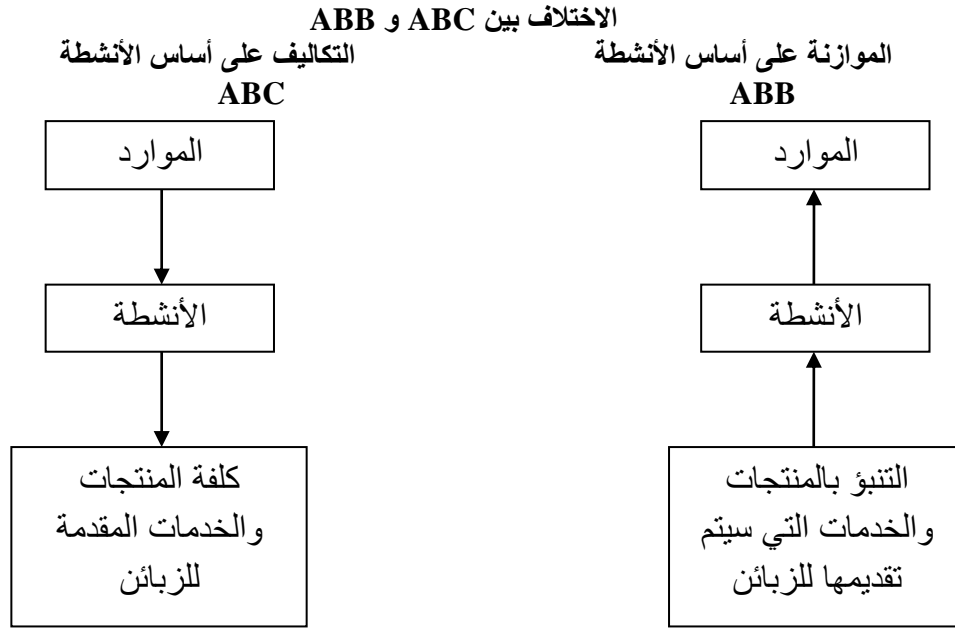 الاختلاف بين ABC و ABB
الموازنة على أساس الأنشطة
ABB
الموارد
الأنشطة
التنبؤ بالمنتجات
والخدمات التي سيتم
تقديمها للزبائن
التكاليف على أساس الأنشطة
ABC
الموارد
الأنشطة
كلفة المنتجات
والخدمات المقدمة
للزبائن